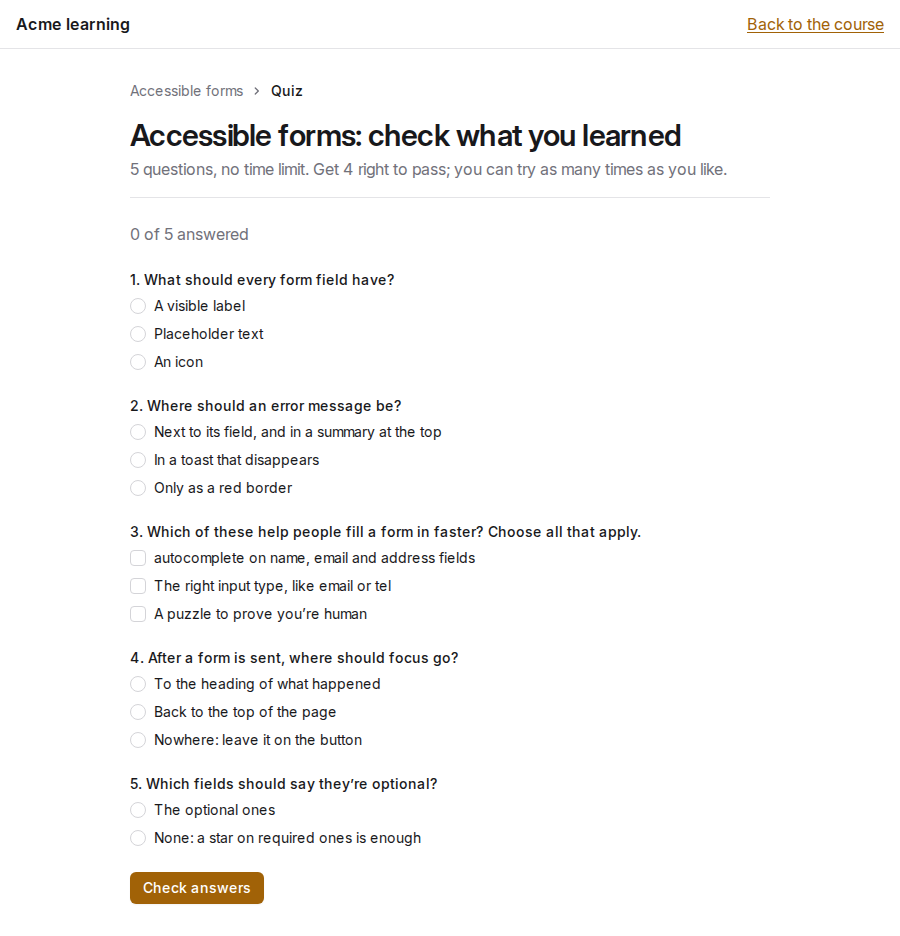 Acme learning
Back to the course
Accessible forms > Quiz
Accessible forms: check what you learned
5 questions, no time limit. Get 4 right to pass; you can try as many times as you like.
0 of 5 answered
1. What should every form field have?
A visible label
Placeholder text
An icon
2. Where should an error message be?
Next to its field, and in a summary at the top
In a toast that disappears
Only as a red border
3. Which of these help people fill a form in faster? Choose all that apply.
autocomplete on name, email and address fields
The right input type, like email or tel
A puzzle to prove you’re human
4. After a form is sent, where should focus go?
To the heading of what happened
Back to the top of the page
Nowhere: leave it on the button
5. Which fields should say they’re optional?
The optional ones
None: a star on required ones is enough
Check answers